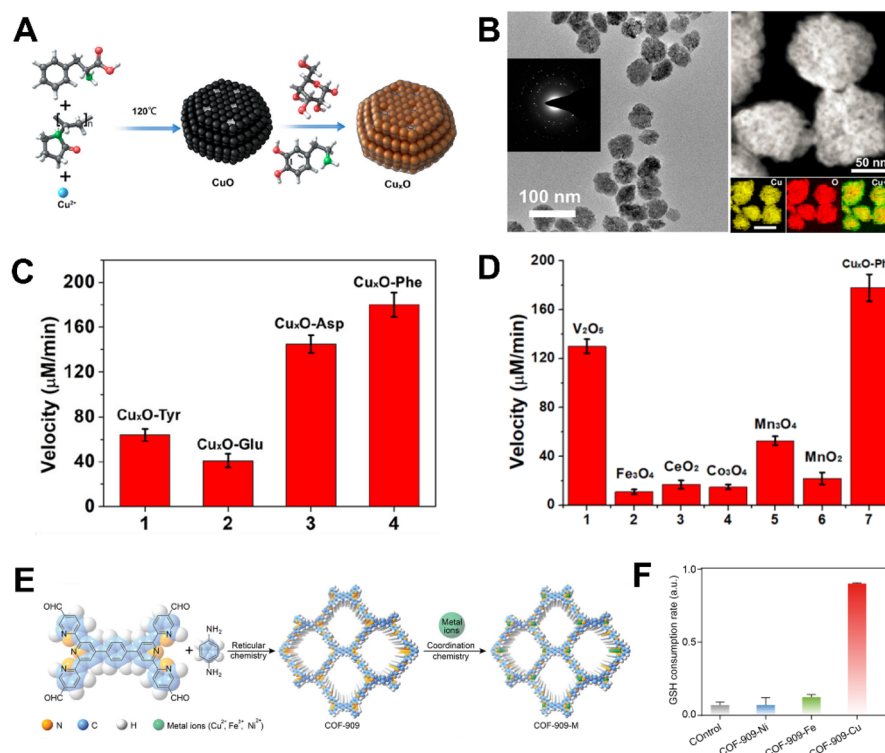 A
+
[ ]n
+
Cu²⁺
120℃
CuO
CuₓO
B
100 nm
50 nm
Cu
O
C
Velocity (μM/min)
200
160
120
80
40
0
CuₓO-Tyr
CuₓO-Glu
CuₓO-Asp
CuₓO-Phe
1 2 3 4
D
Velocity (μM/min)
200
160
120
80
40
0
V₂O₅
Fe₃O₄
CeO₂
Co₃O₄
Mn₃O₄
MnO₂
CuₓO-Ph
1 2 3 4 5 6 7
E
OHC CHO
N N
N N
N N
OHC CHO
+
NH₂
NH₂
Reticular
chemistry
COF-909
Metal
ions
Coordination
chemistry
COF-909-M
N C H Metal ions (Cu²⁺, Fe³⁺, Ni²⁺)
F
GSH consumption rate (a.u.)
1.0
0.5
0.0
COntrol
COF-909-Ni
COF-909-Fe
COF-909-Cu